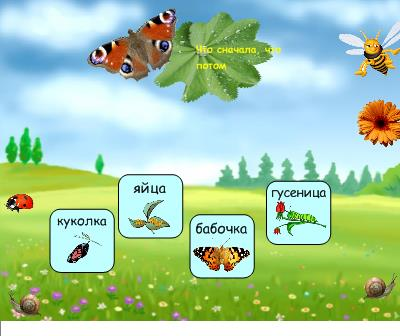 Что сначала, что
потом
яйца
гусеница
куколка
бабочка